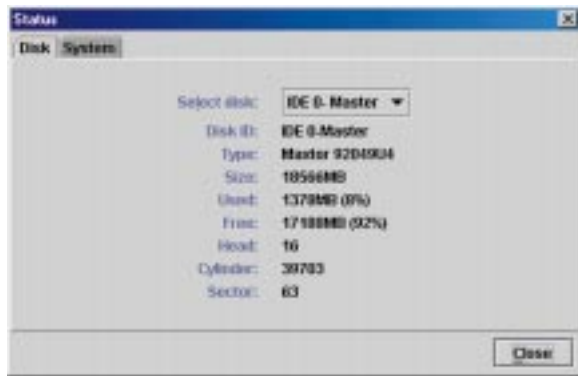 Status
Disk System
Select disk: IDE 0- Master
Disk ID: IDE 0-Master
Type: Maxtor 92049U4
Size: 18566MB
Used: 1378MB (8%)
Free: 17188MB (92%)
Head: 16
Cylinder: 39703
Sector: 63
Close